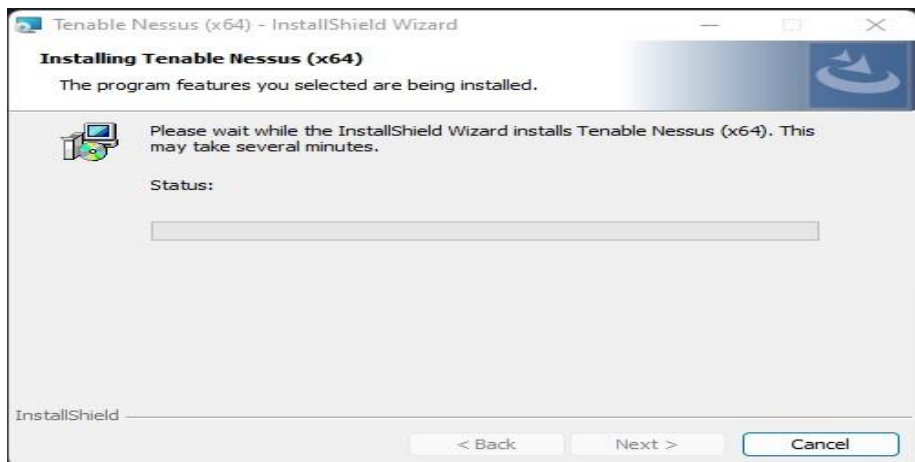 Tenable Nessus (x64) - InstallShield Wizard
Installing Tenable Nessus (x64)
The program features you selected are being installed.
Please wait while the InstallShield Wizard installs Tenable Nessus (x64). This
may take several minutes.
Status:
InstallShield
< Back Next > Cancel